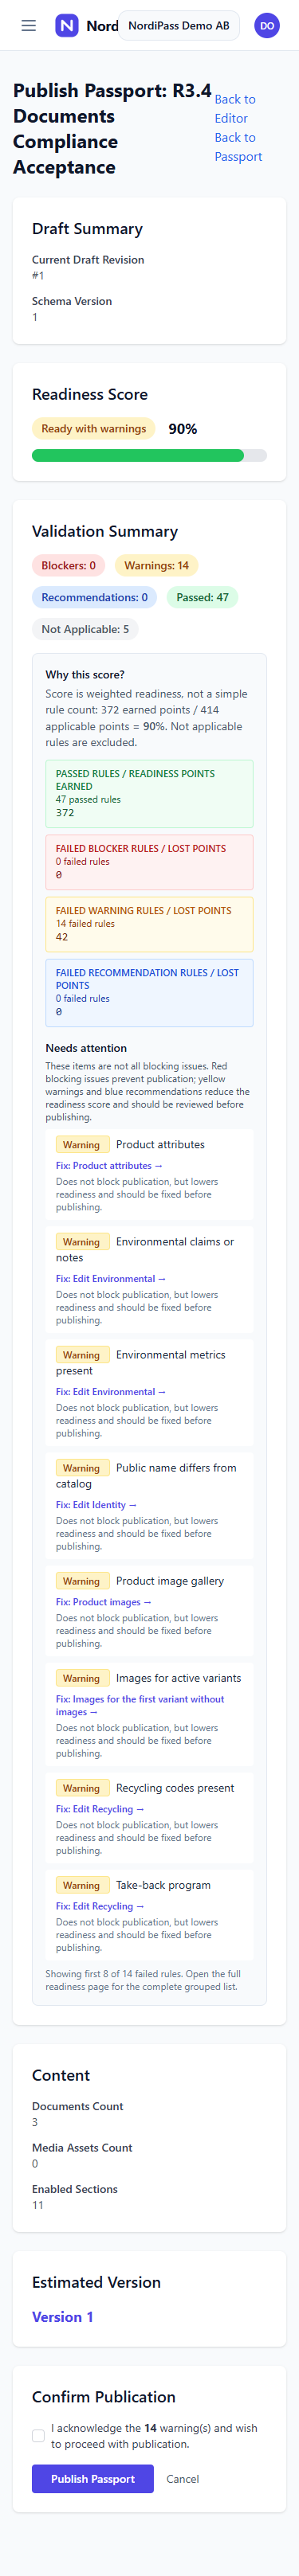 Nord
NordiPass Demo AB
DO
Publish Passport: R3.4
Documents
Compliance
Acceptance
Back to
Editor
Back to
Passport
Draft Summary
Current Draft Revision
#1
Schema Version
1
Readiness Score
Ready with warnings
90%
Validation Summary
Blockers: 0
Warnings: 14
Recommendations: 0
Passed: 47
Not Applicable: 5
Why this score?
Score is weighted readiness, not a simple
rule count: 372 earned points / 414
applicable points = 90%. Not applicable
rules are excluded.
PASSED RULES / READINESS POINTS
EARNED
47 passed rules
372
FAILED BLOCKER RULES / LOST POINTS
0 failed rules
0
FAILED WARNING RULES / LOST POINTS
14 failed rules
42
FAILED RECOMMENDATION RULES / LOST
POINTS
0 failed rules
0
Needs attention
These items are not all blocking issues. Red
blocking issues prevent publication; yellow
warnings and blue recommendations reduce the
readiness score and should be reviewed before
publishing.
Warning Product attributes
Fix: Product attributes →
Does not block publication, but lowers
readiness and should be fixed before
publishing.
Warning Environmental claims or
notes
Fix: Edit Environmental →
Does not block publication, but lowers
readiness and should be fixed before
publishing.
Warning Environmental metrics
present
Fix: Edit Environmental →
Does not block publication, but lowers
readiness and should be fixed before
publishing.
Warning Public name differs from
catalog
Fix: Edit Identity →
Does not block publication, but lowers
readiness and should be fixed before
publishing.
Warning Product image gallery
Fix: Product images →
Does not block publication, but lowers
readiness and should be fixed before
publishing.
Warning Images for active variants
Fix: Images for the first variant without
images →
Does not block publication, but lowers
readiness and should be fixed before
publishing.
Warning Recycling codes present
Fix: Edit Recycling →
Does not block publication, but lowers
readiness and should be fixed before
publishing.
Warning Take-back program
Fix: Edit Recycling →
Does not block publication, but lowers
readiness and should be fixed before
publishing.
Showing first 8 of 14 failed rules. Open the full
readiness page for the complete grouped list.
Content
Documents Count
3
Media Assets Count
0
Enabled Sections
11
Estimated Version
Version 1
Confirm Publication
I acknowledge the 14 warning(s) and wish
to proceed with publication.
Publish Passport
Cancel